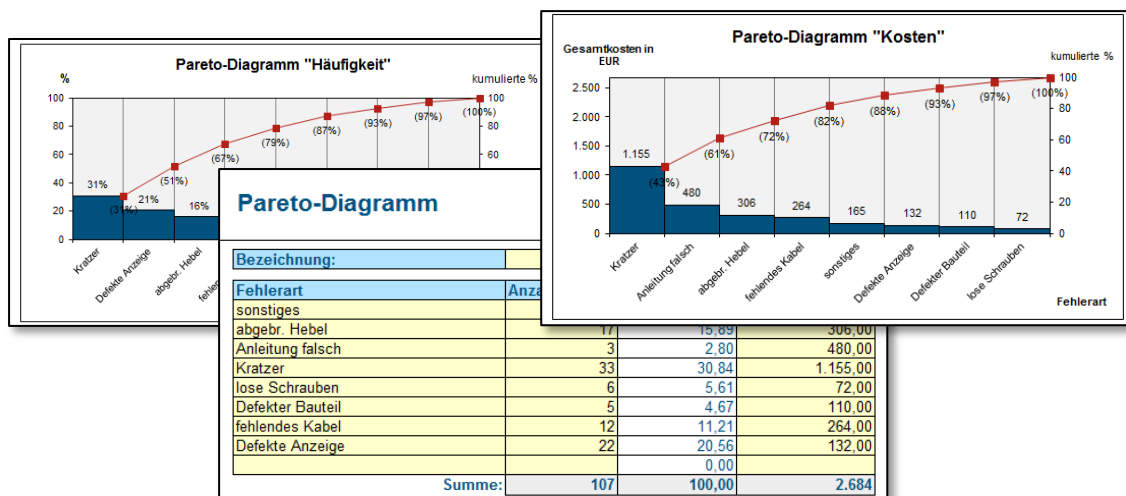 Pareto-Diagramm "Häufigkeit"
%
kumulierte %
100
80
60
40
20
0
100
80
60
31%
21%
16%
(31%)
(51%)
(67%)
(79%)
(87%)
(93%)
(97%)
(100%)
Kratzer
Defekte Anzeige
abgebr. Hebel
Pareto-Diagramm "Kosten"
Gesamtkosten in
EUR
kumulierte %
2.500
2.000
1.500
1.000
500
0
100
80
60
40
20
0
1.155
480
306
264
165
132
110
72
(43%)
(61%)
(72%)
(82%)
(88%)
(93%)
(97%)
(100%)
Kratzer
Anleitung falsch
abgebr. Hebel
fehlendes Kabel
sonstiges
Defekte Anzeige
Defekter Bauteil
lose Schrauben
Fehlerart
Pareto-Diagramm
Bezeichnung:
Fehlerart Anza
sonstiges
abgebr. Hebel 17 15,89 306,00
Anleitung falsch 3 2,80 480,00
Kratzer 33 30,84 1.155,00
lose Schrauben 6 5,61 72,00
Defekter Bauteil 5 4,67 110,00
fehlendes Kabel 12 11,21 264,00
Defekte Anzeige 22 20,56 132,00
0,00
Summe: 107 100,00 2.684